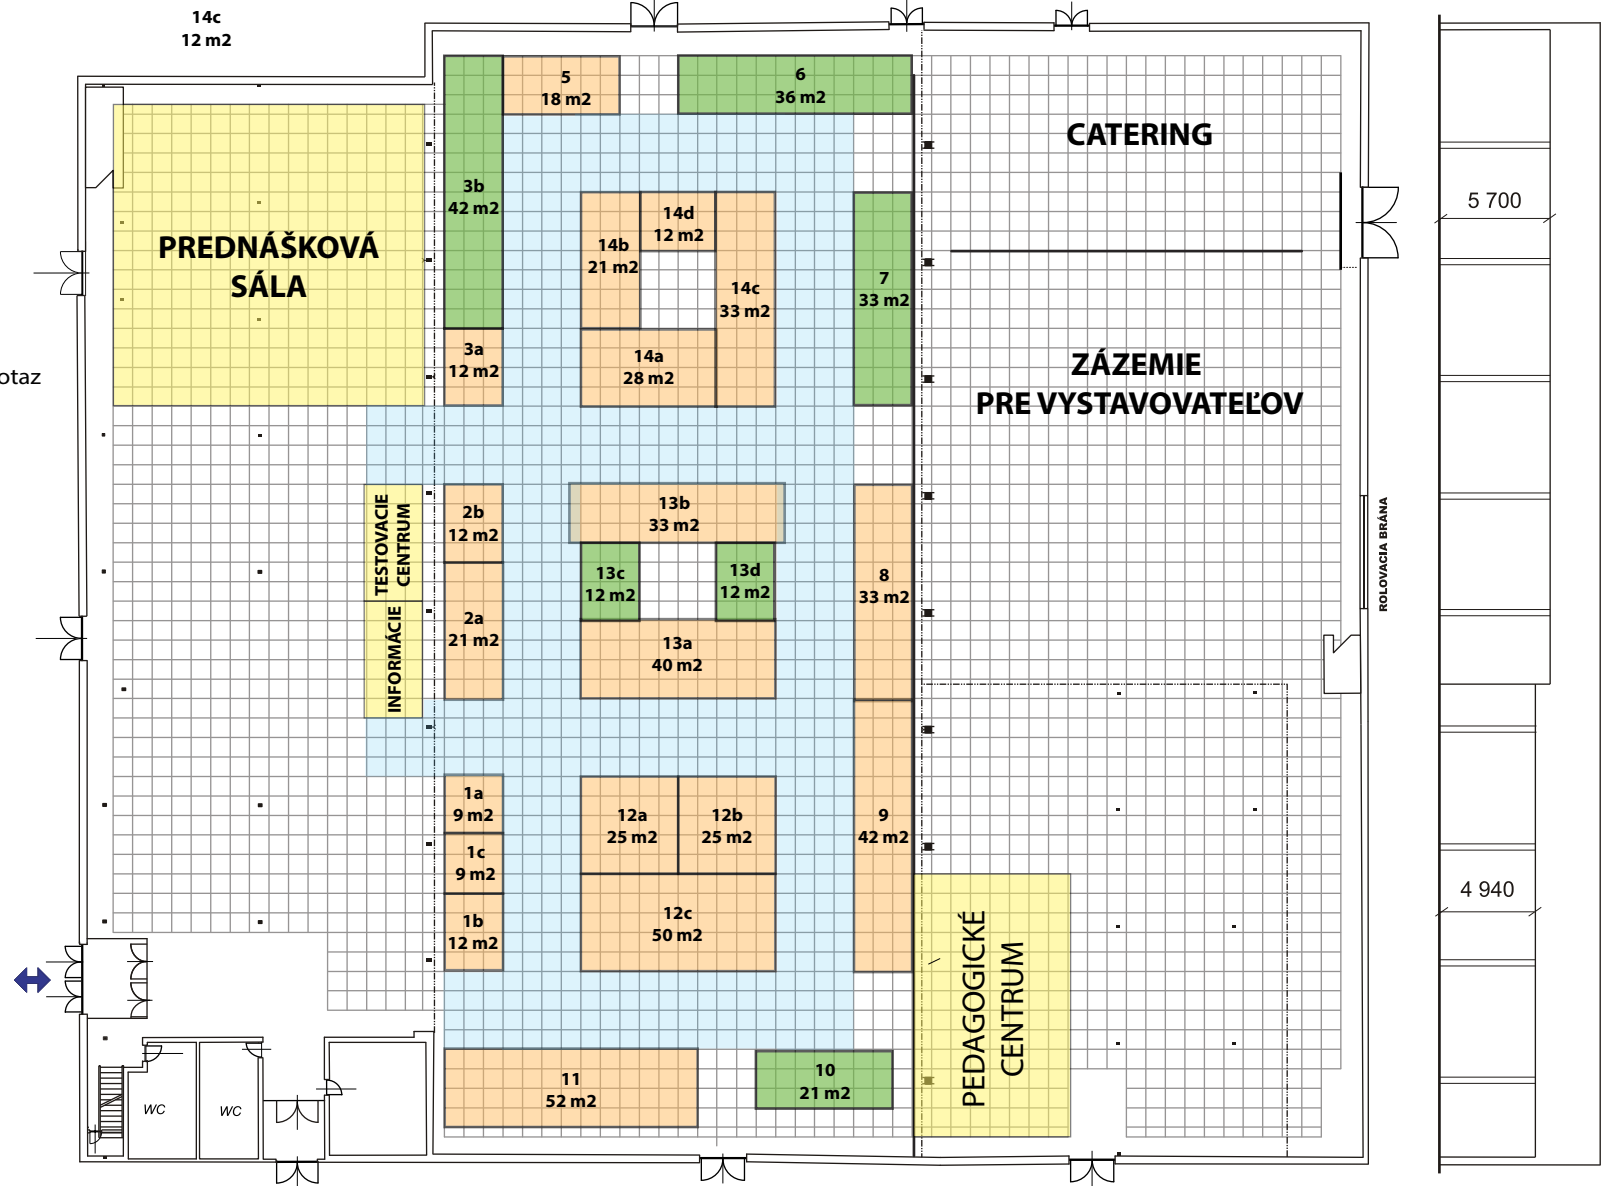 14c
12 m2
5
18 m2
6
36 m2
CATERING
5 700
3b
42 m2
14d
12 m2
14b
21 m2
PREDNÁŠKOVÁ
SÁLA
7
33 m2
14c
33 m2
3a
12 m2
14a
28 m2
ZÁZEMIE
PRE VYSTAVOVATEĽOV
otaz
13b
33 m2
2b
12 m2
TESTOVACIE
CENTRUM
ROLOVACIA BRÁNA
13c
12 m2
13d
12 m2
8
33 m2
2a
21 m2
INFORMÁCIE
13a
40 m2
1a
9 m2
12a
25 m2
12b
25 m2
9
42 m2
1c
9 m2
4 940
12c
50 m2
1b
12 m2
PEDAGOGICKÉ
CENTRUM
11
52 m2
10
21 m2
WC
WC